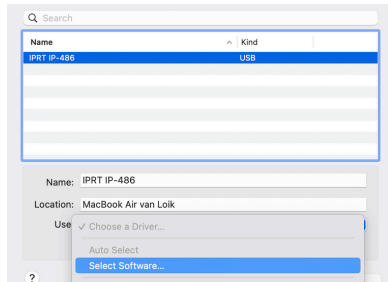 Search
Name Kind
IPRT IP-486 USB
Name: IPRT IP-486
Location: MacBook Air van Loik
Use ✓ Choose a Driver...
Auto Select
Select Software...
?